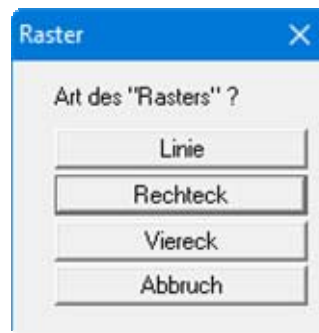 Raster
Art des "Rasters" ?
Linie
Rechteck
Viereck
Abbruch